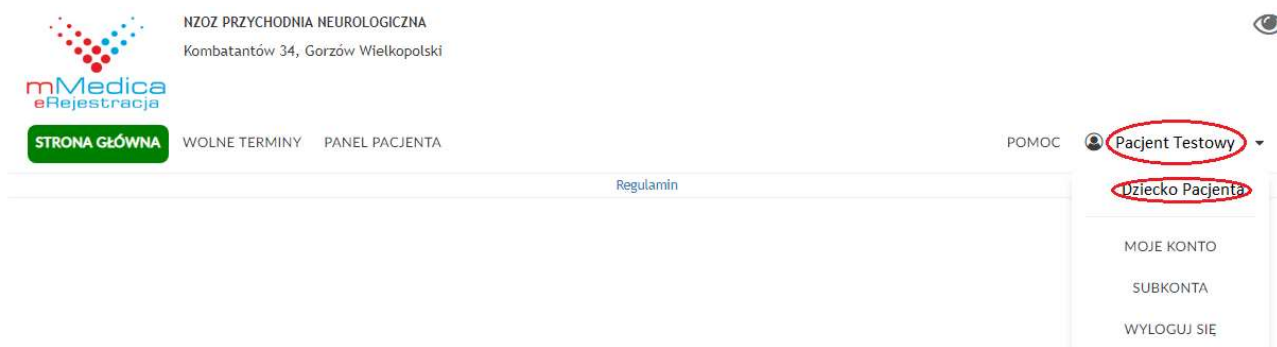 NZOZ PRZYCHODNIA NEUROLOGICZNA
Kombatantów 34, Gorzów Wielkopolski
mMedica
eRejestracja
STRONA GŁÓWNA WOLNE TERMINY PANEL PACJENTA POMOC Pacjent Testowy
Regulamin
Dziecko Pacjenta
MOJE KONTO
SUBKONTA
WYLOGUJ SIĘ